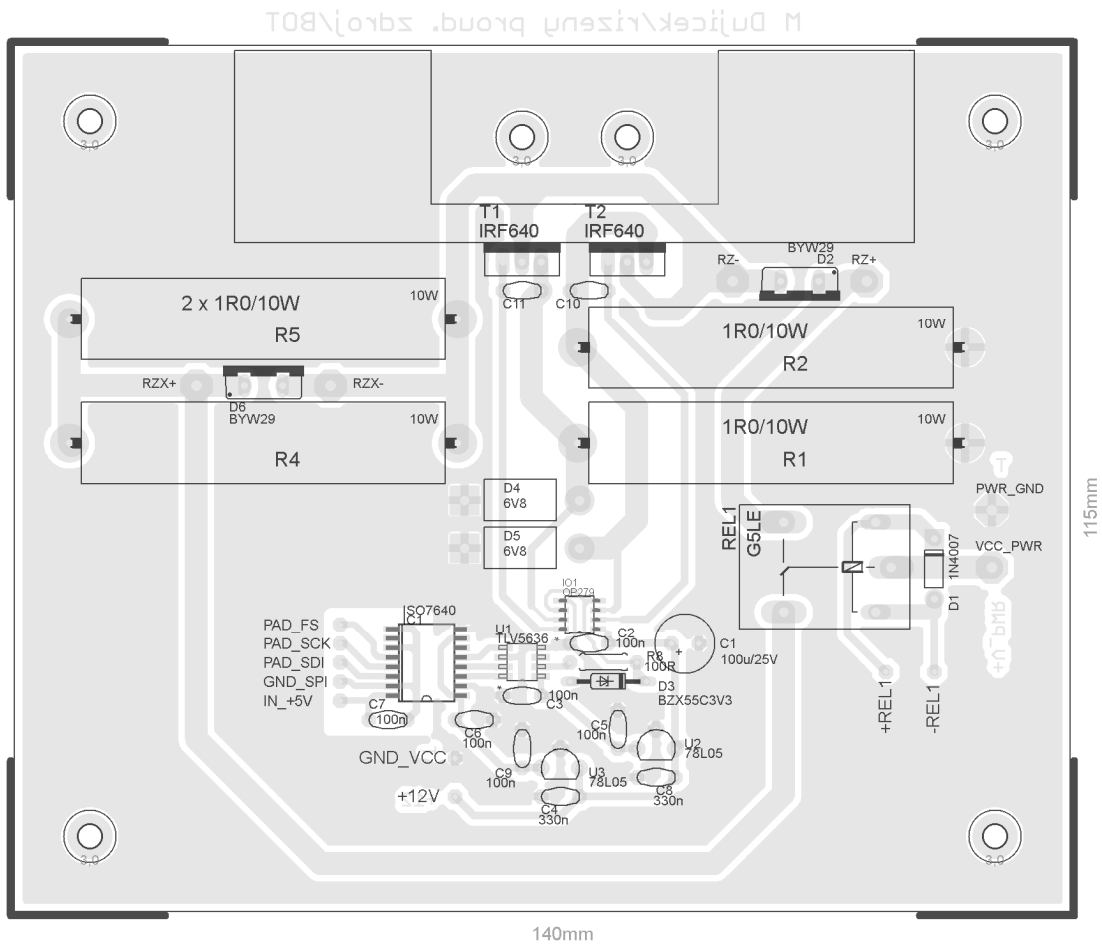 M Dujicek/rizeny proud. zdroj/BOT
3,0
3,0
3,0
3,0
T1
IRF640
T2
IRF640
BYW29
D2
RZ-
RZ+
C11
C10
2 x 1R0/10W
10W
R5
1R0/10W
10W
R2
RZX+
RZX-
D6
BYW29
10W
R4
1R0/10W
10W
R1
D4
6V8
D5
6V8
REL1
G5LE
PWR_GND
VCC_PWR
1N4007
D1
V+_PWR
+REL1
-REL1
115mm
IO1
OP279
ISO7640
IC1
PAD_FS
PAD_SCK
PAD_SDI
GND_SPI
IN_+5V
U1
TLV5636
C2
100n
C1
100u/25V
R8
100R
D3
BZX55C3V3
100n
C3
C7
100n
C6
100n
C5
100n
U2
78L05
GND_VCC
C9
100n
U3
78L05
C8
330n
+12V
C4
330n
3,0
3,0
140mm